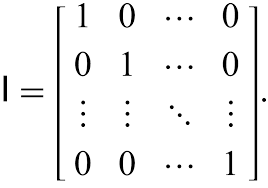 I = [ 1 0 ⋯ 0
0 1 ⋯ 0
⋮ ⋮ ⋱ ⋮
0 0 ⋯ 1 ].